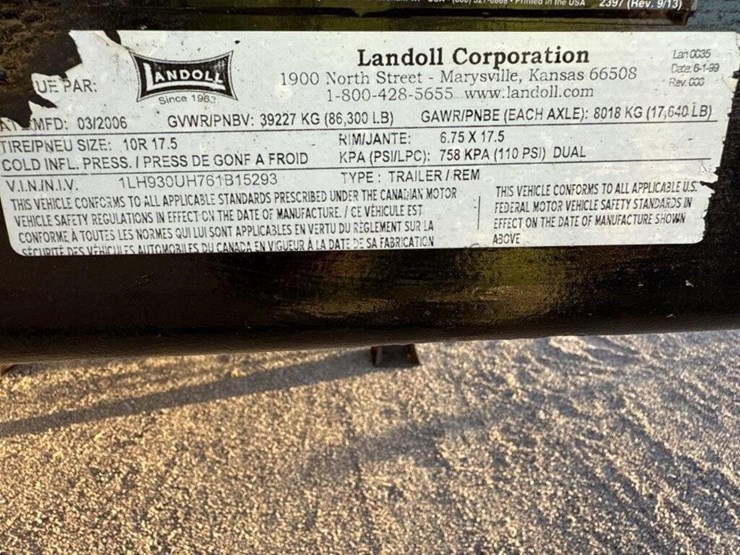 USA - (800) 527-0868 • Printed in the USA 2397 (Rev. 9/13)
UE PAR:
LANDOLL
Since 1963
Landoll Corporation
1900 North Street - Marysville, Kansas 66508
1-800-428-5655 www.landoll.com
Lan 0035
Date: 6-1-99
Rev. 000
MFD: 03/2006 GVWR/PNBV: 39227 KG (86,300 LB) GAWR/PNBE (EACH AXLE): 8018 KG (17,640 LB)
TIRE/PNEU SIZE: 10R 17.5 RIM/JANTE: 6.75 X 17.5
COLD INFL. PRESS. / PRESS DE GONF A FROID KPA (PSI/LPC): 758 KPA (110 PSI) DUAL
V.I.N./N.I.V. 1LH930UH761B15293 TYPE : TRAILER / REM
THIS VEHICLE CONFORMS TO ALL APPLICABLE STANDARDS PRESCRIBED UNDER THE CANADIAN MOTOR
VEHICLE SAFETY REGULATIONS IN EFFECT ON THE DATE OF MANUFACTURE. / CE VÉHICULE EST
CONFORME À TOUTES LES NORMES QUI LUI SONT APPLICABLES EN VERTU DU RÈGLEMENT SUR LA
SÉCURITÉ DES VÉHICULES AUTOMOBILES DU CANADA EN VIGUEUR À LA DATE DE SA FABRICATION
THIS VEHICLE CONFORMS TO ALL APPLICABLE U.S.
FEDERAL MOTOR VEHICLE SAFETY STANDARDS IN
EFFECT ON THE DATE OF MANUFACTURE SHOWN
ABOVE